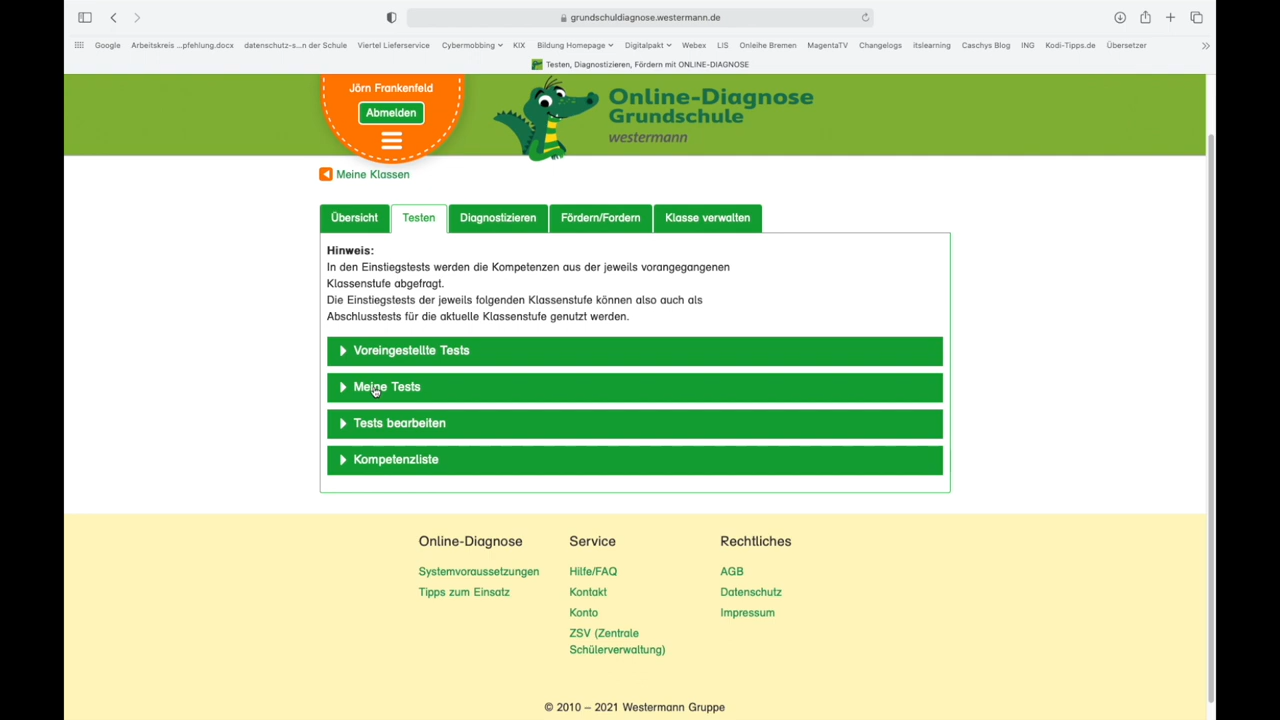 grundschuldiagnose.westermann.de
Google Arbeitskreis ...pfehlung.docx datenschutz-s...n der Schule Viertel Lieferservice Cybermobbing KIX Bildung Homepage Digitalpakt Webex LIS Onleihe Bremen MagentaTV Changelogs itslearning Caschys Blog ING Kodi-Tipps.de Übersetzer
Testen, Diagnostizieren, Fördern mit ONLINE-DIAGNOSE
Jörn Frankenfeld
Abmelden
Online-Diagnose
Grundschule
westermann
Meine Klassen
Übersicht Testen Diagnostizieren Fördern/Fordern Klasse verwalten
Hinweis:
In den Einstiegstests werden die Kompetenzen aus der jeweils vorangegangenen
Klassenstufe abgefragt.
Die Einstiegstests der jeweils folgenden Klassenstufe können also auch als
Abschlusstests für die aktuelle Klassenstufe genutzt werden.
Voreingestellte Tests
Meine Tests
Tests bearbeiten
Kompetenzliste
Online-Diagnose Service Rechtliches
Systemvoraussetzungen Hilfe/FAQ AGB
Tipps zum Einsatz Kontakt Datenschutz
Konto Impressum
ZSV (Zentrale
Schülerverwaltung)
© 2010 – 2021 Westermann Gruppe